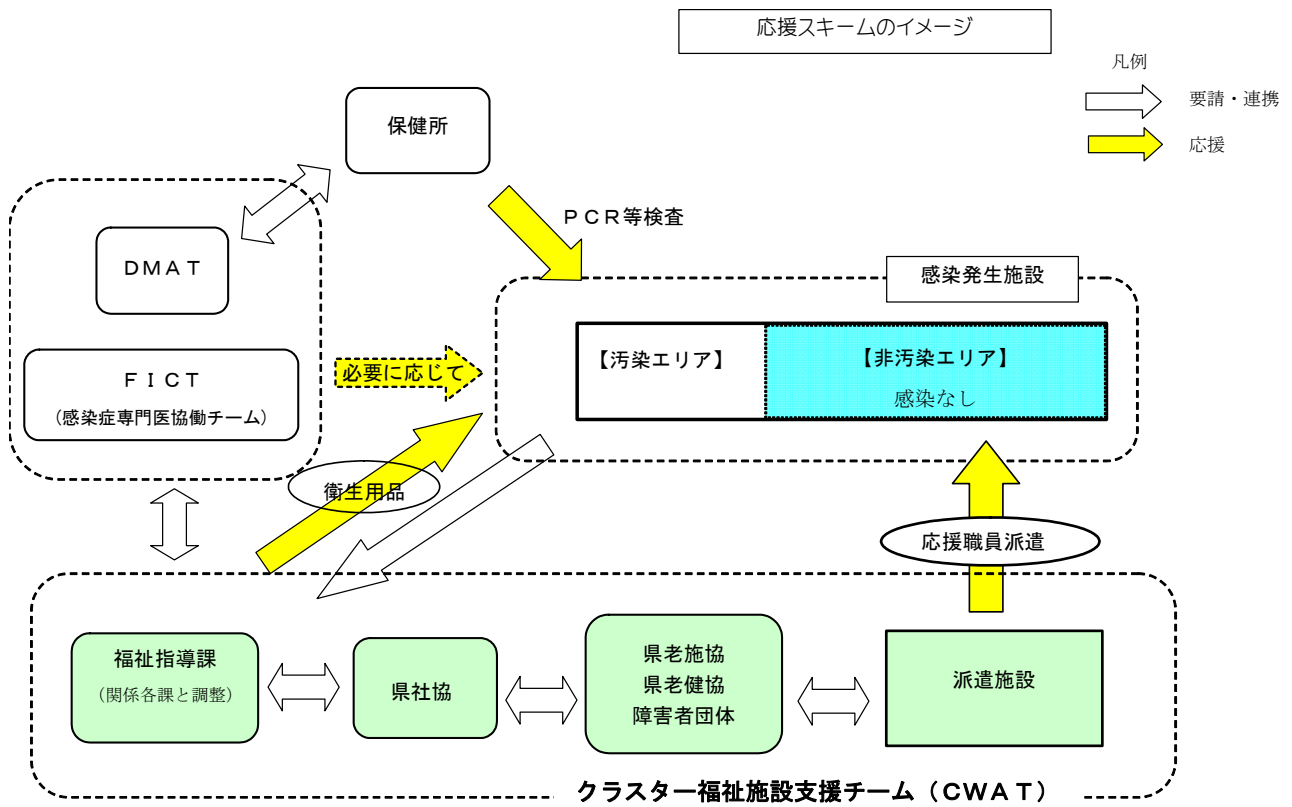 応援スキームのイメージ
凡例
要請・連携
応援
保健所
PCR等検査
DMAT
FICT
(感染症専門医協働チーム)
必要に応じて
感染発生施設
【汚染エリア】
【非汚染エリア】
感染なし
衛生用品
応援職員派遣
福祉指導課
(関係各課と調整)
県社協
県老施協
県老健協
障害者団体
派遣施設
クラスター福祉施設支援チーム(CWAT)